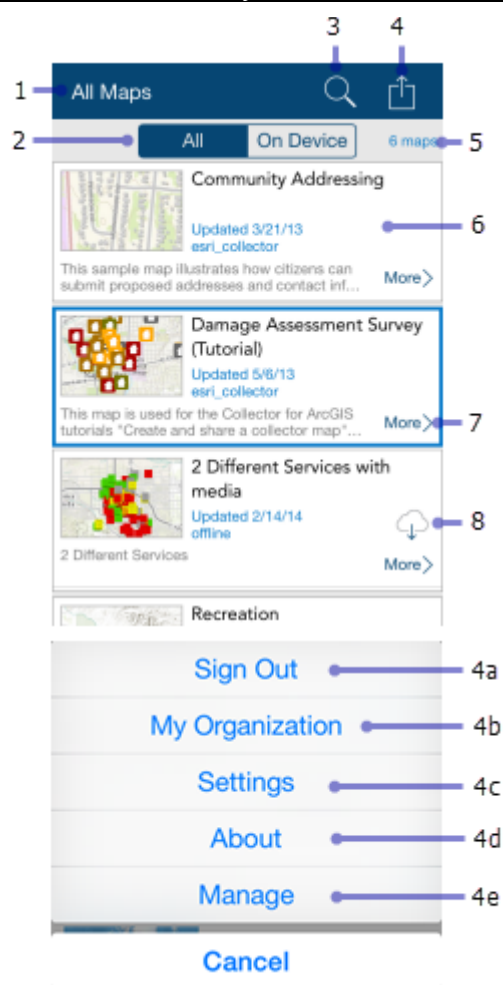 3 4
1 All Maps
2 All On Device 6 maps 5
Community Addressing
Updated 3/21/13 6
esri_collector
This sample map illustrates how citizens can
submit proposed addresses and contact inf... More
Damage Assessment Survey
(Tutorial)
Updated 5/6/13
esri_collector
This map is used for the Collector for ArcGIS
tutorials "Create and share a collector map"... More 7
2 Different Services with
media
Updated 2/14/14
offline 8
2 Different Services
More
Recreation
Sign Out 4a
My Organization 4b
Settings 4c
About 4d
Manage 4e
Cancel